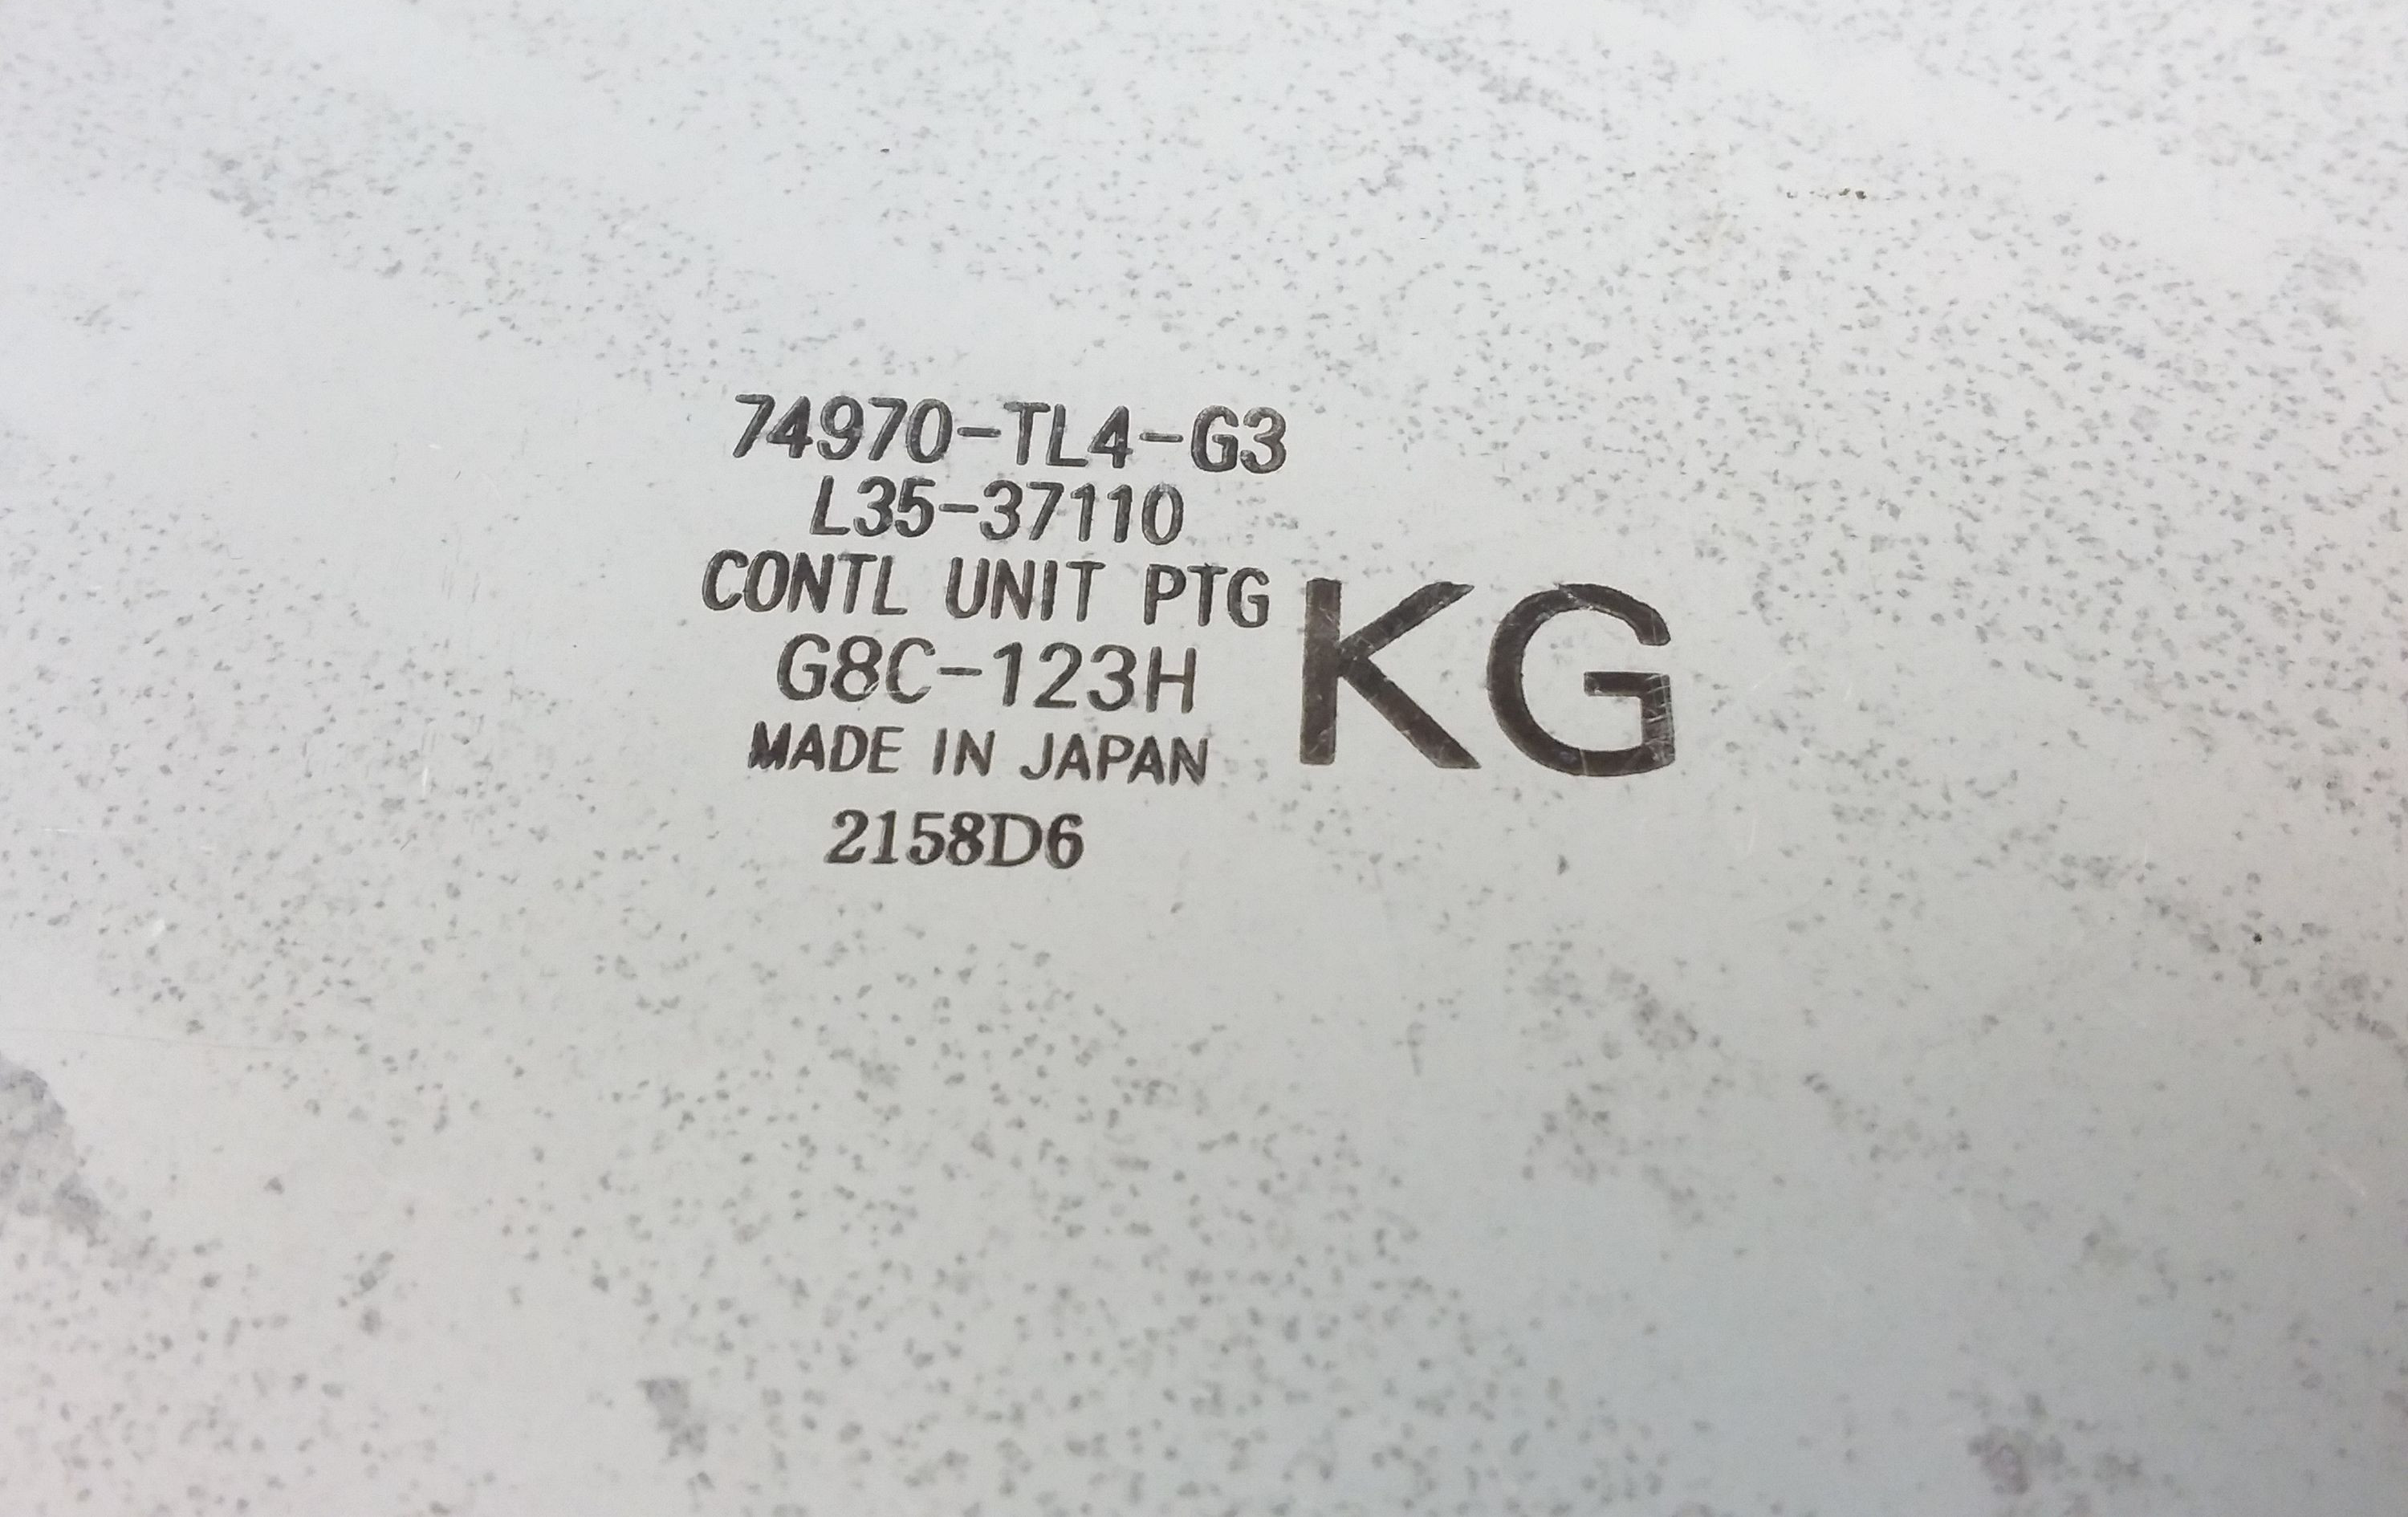 74970-TL4-G3
L35-37110
CONTL UNIT PTG
KG
G8C-123H
MADE IN JAPAN
2158D6